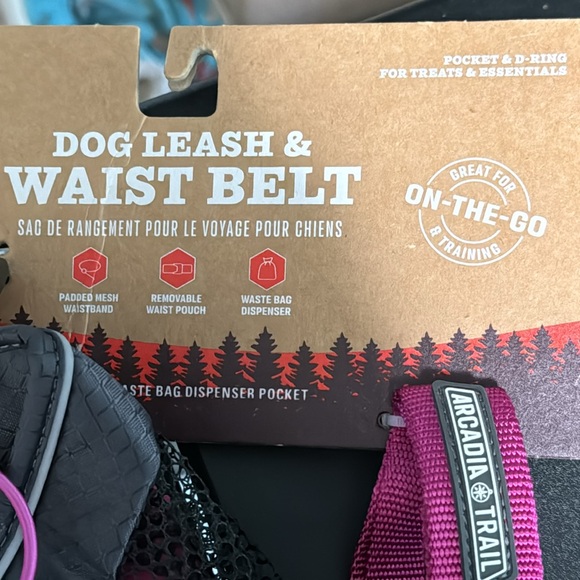 POCKET & D-RING
FOR TREATS & ESSENTIALS
DOG LEASH &
WAIST BELT
SAC DE RANGEMENT POUR LE VOYAGE POUR CHIENS
GREAT FOR
ON-THE-GO
& TRAINING
PADDED MESH
WAISTBAND
REMOVABLE
WAIST POUCH
WASTE BAG
DISPENSER
BAG DISPENSER POCKET
ARCADIA TRAIL